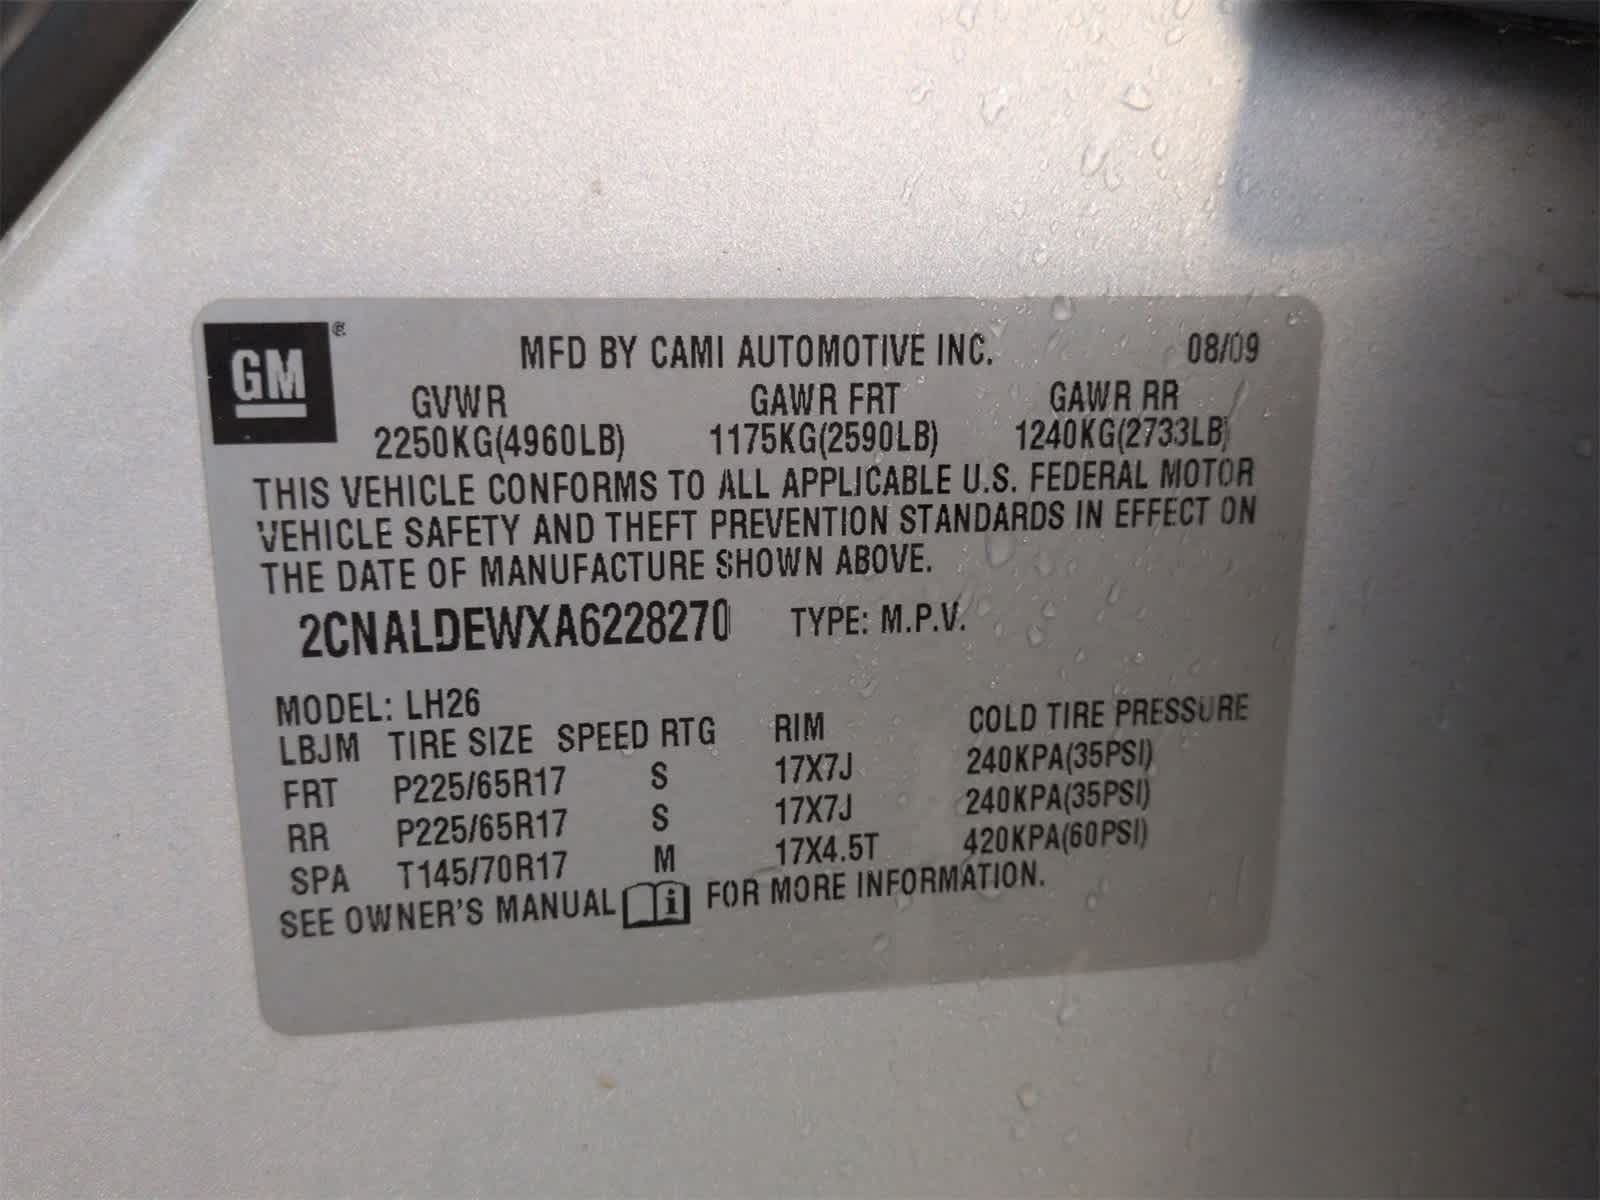 GM ®
MFD BY CAMI AUTOMOTIVE INC. 08/09
GVWR GAWR FRT GAWR RR
2250KG(4960LB) 1175KG(2590LB) 1240KG(2733LB)
THIS VEHICLE CONFORMS TO ALL APPLICABLE U.S. FEDERAL MOTOR
VEHICLE SAFETY AND THEFT PREVENTION STANDARDS IN EFFECT ON
THE DATE OF MANUFACTURE SHOWN ABOVE.
2CNALDEWXA6228270 TYPE: M.P.V.
MODEL: LH26
LBJM TIRE SIZE SPEED RTG RIM COLD TIRE PRESSURE
FRT P225/65R17 S 17X7J 240KPA(35PSI)
RR P225/65R17 S 17X7J 240KPA(35PSI)
SPA T145/70R17 M 17X4.5T 420KPA(60PSI)
SEE OWNER'S MANUAL i FOR MORE INFORMATION.